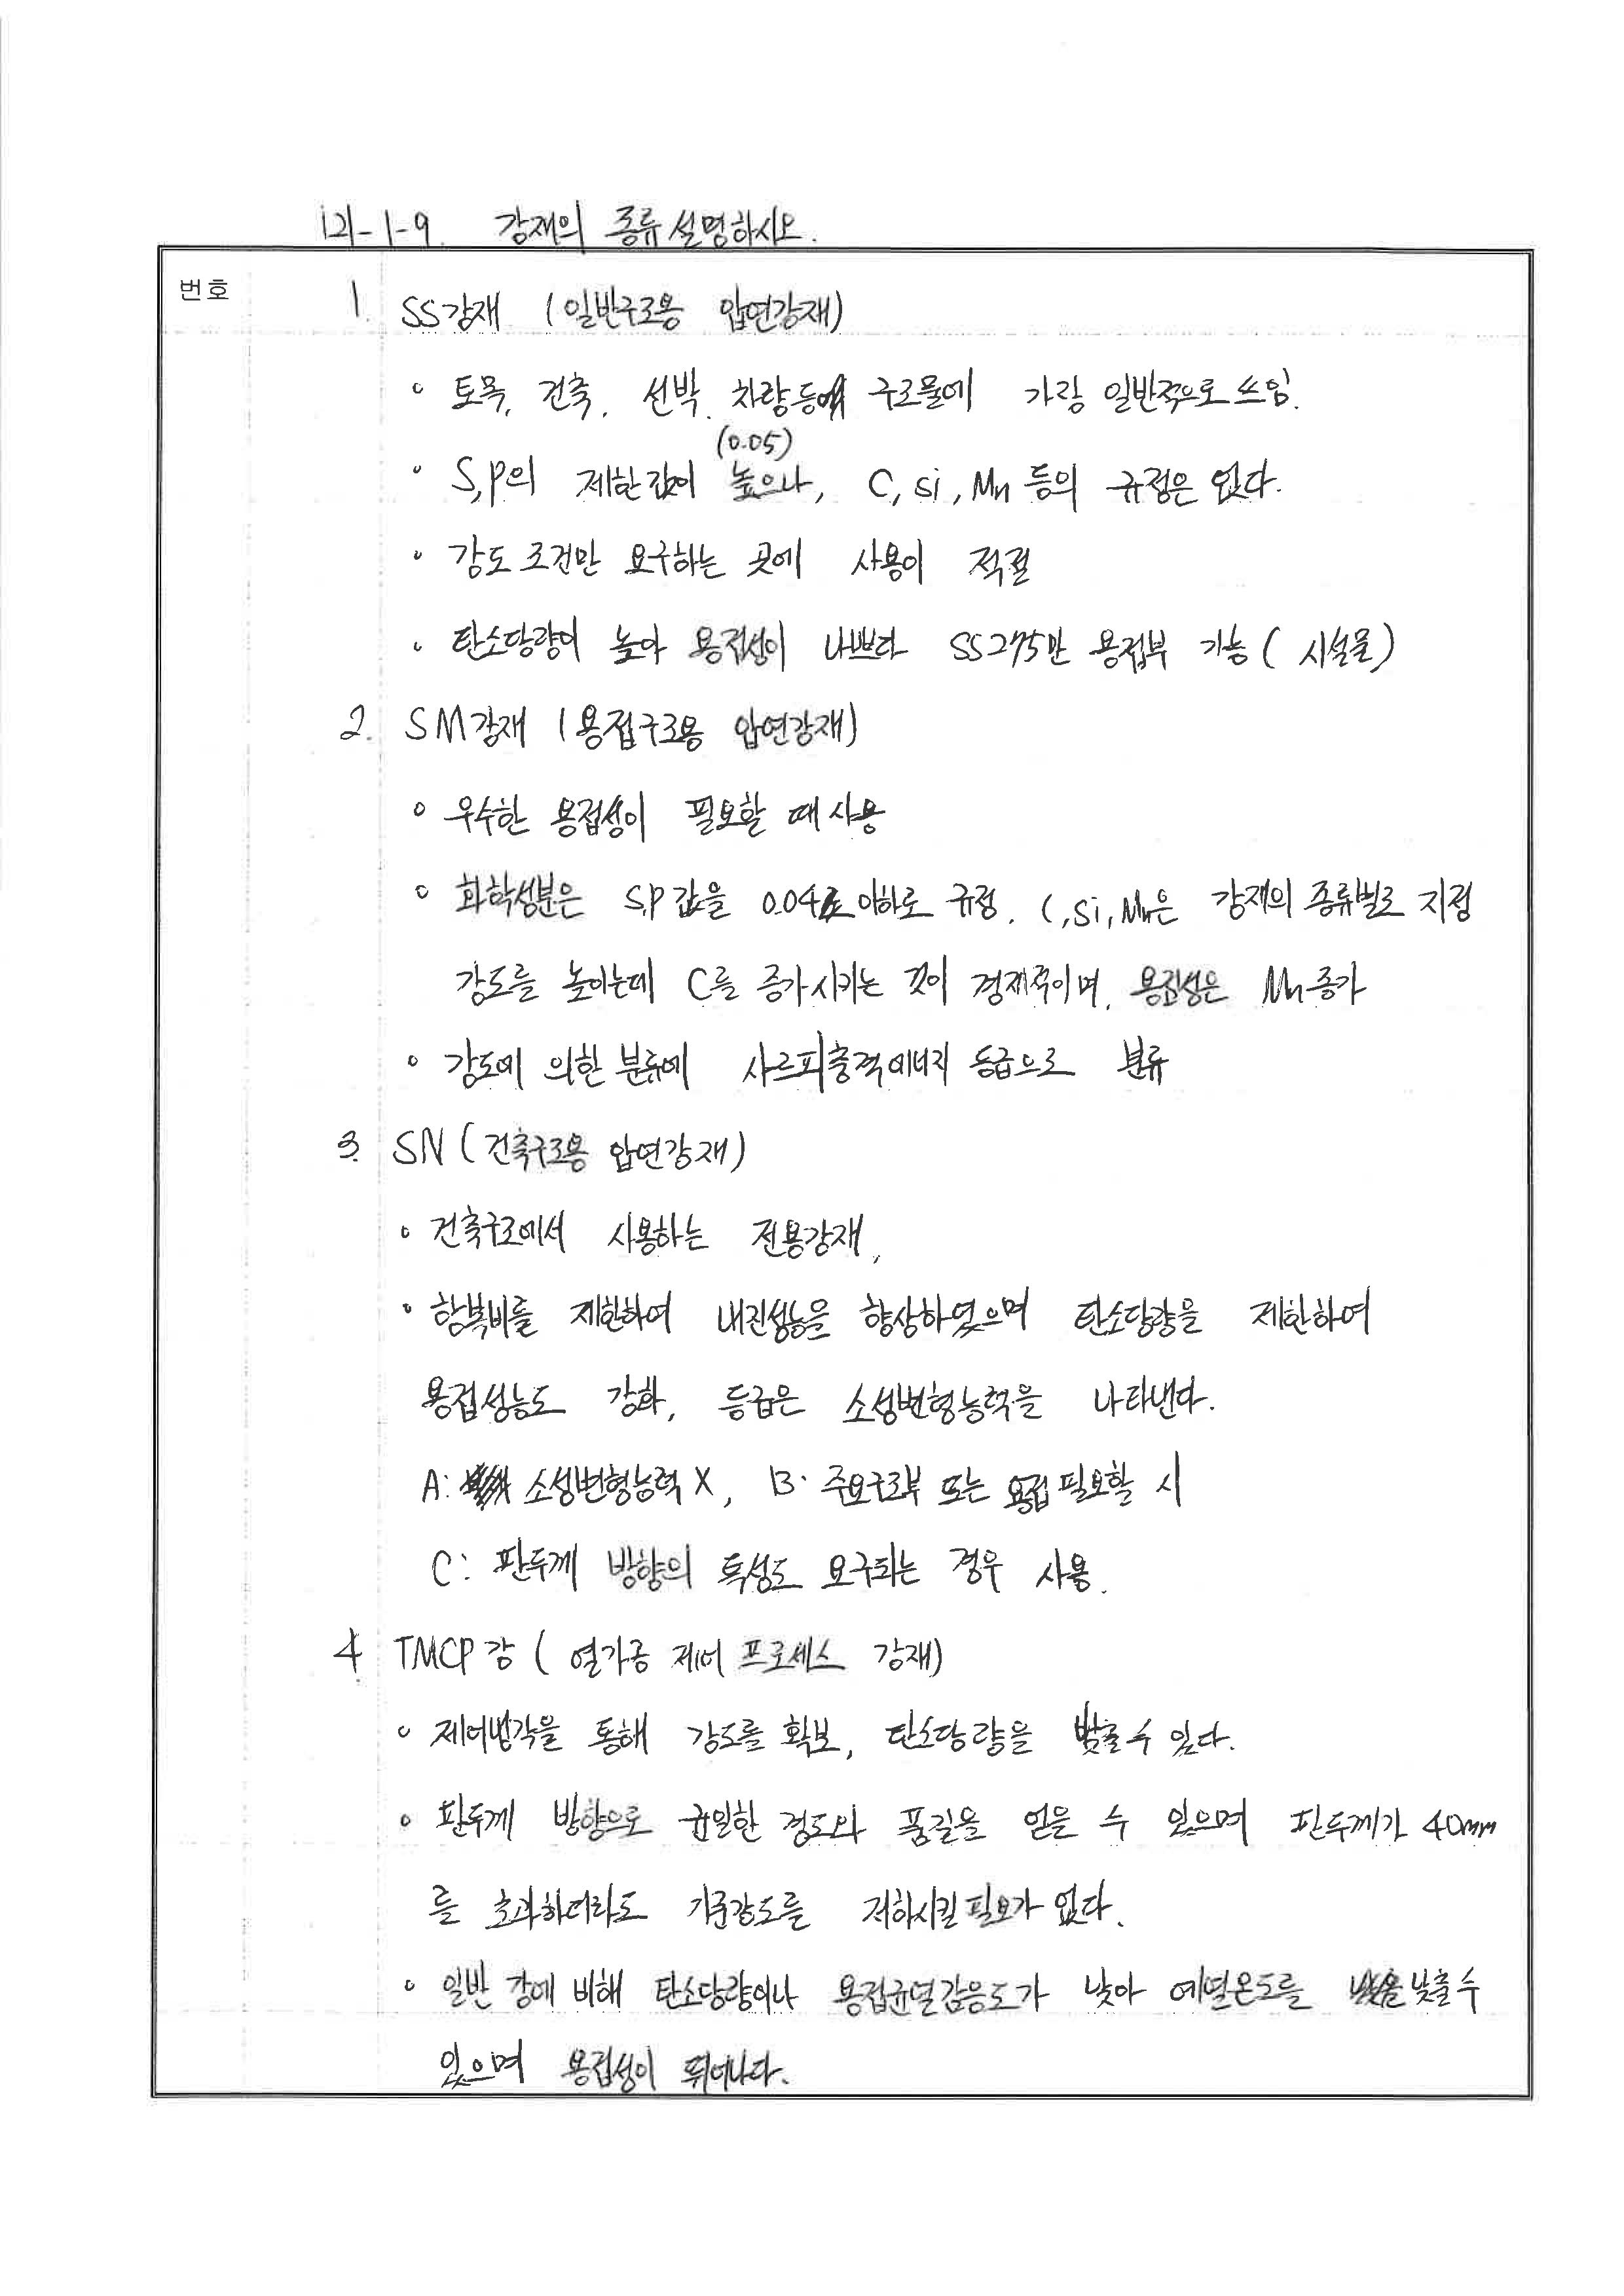 121-1-9. 강재의 종류 설명하시오.
번호
1. SS강재 (일반구조용 압연강재)
∘ 토목, 건축, 선박, 차량등에 구조물에 가장 일반적으로 쓰임.
(0.05)
∘ S,P의 제한값이 높으나, C, Si, Mn 등의 규정은 없다.
∘ 강도 조건만 요구하는 곳에 사용이 적절
∘ 탄소당량이 높아 용접성이 나쁘다 SS275만 용접부 가능 ( 시설물)
2. SM강재 (용접구조용 압연강재)
∘ 우수한 용접성이 필요할 때 사용
∘ 화학성분은 S,P 값을 0.04 이하로 규정. C,Si,Mn은 강재의 종류별로 지정
강도를 높이는데 C를 증가시키는 것이 경제적이며, 용접성은 Mn 증가
∘ 강도에 의한 분류에 샤르피충격에너지 등급으로 분류
3. SN (건축구조용 압연강재)
∘ 건축구조에서 사용하는 전용강재,
∘ 항복비를 제한하여 내진성능을 향상하였으며 탄소당량을 제한하여
용접성능도 강화, 등급은 소성변형능력을 나타낸다.
A: 소성변형능력 X, B: 주요구조부 또는 용접 필요할 시
C: 판두께 방향의 특성도 요구되는 경우 사용.
4. TMCP강 ( 열가공 제어 프로세스 강재)
∘ 제어냉각을 통해 강도를 확보, 탄소당량을 낮출 수 있다.
∘ 판두께 방향으로 균일한 경도와 품질을 얻을 수 있으며 판두께가 40mm
를 초과하더라도 기준강도를 저하시킬 필요가 없다.
∘ 일반 강에 비해 탄소당량이나 용접균열감응도가 낮아 예열온도를 낮출 수
있으며 용접성이 뛰어나다.